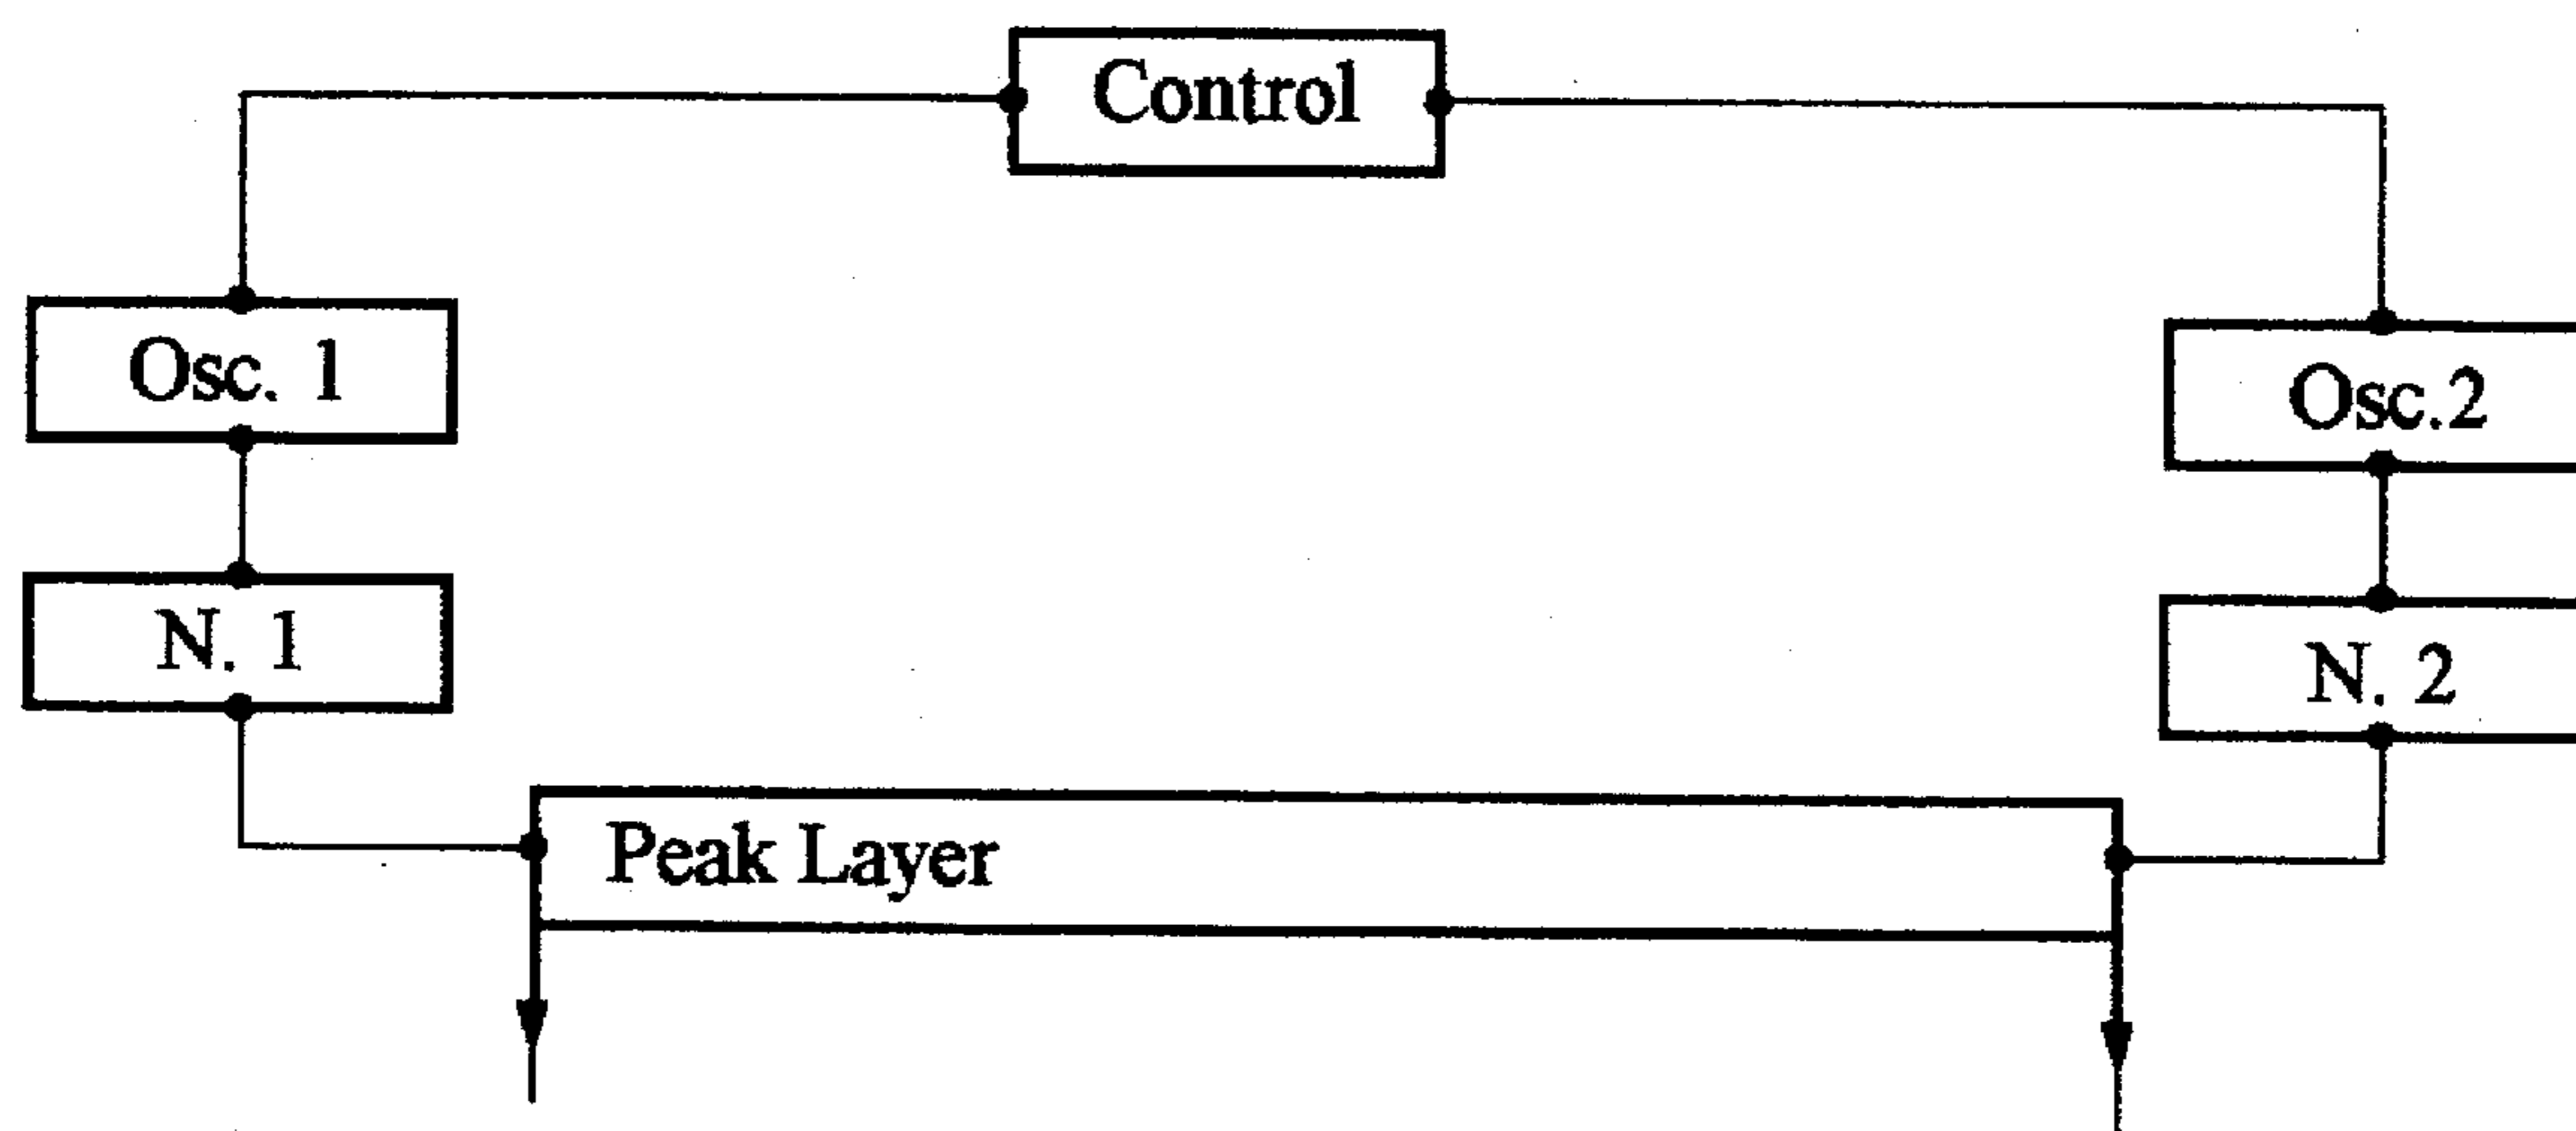 Control
Osc. 1
Osc.2
N. 1
N. 2
Peak Layer